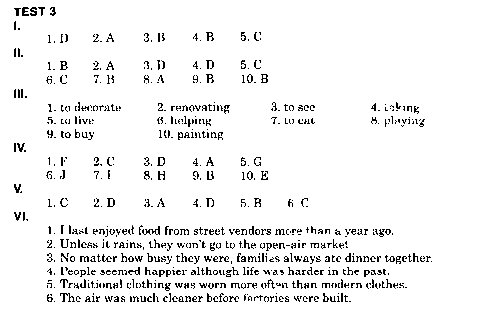 TEST 3
I.
1. D 2. A 3. B 4. B 5. C
II.
1. B 2. A 3. D 4. D 5. C
6. C 7. B 8. A 9. B 10. B
III.
1. to decorate 2. renovating 3. to see 4. taking
5. to live 6. helping 7. to eat 8. playing
9. to buy 10. painting
IV.
1. F 2. C 3. D 4. A 5. G
6. J 7. I 8. H 9. B 10. E
V.
1. C 2. D 3. A 4. D 5. B 6. C
VI.
1. I last enjoyed food from street vendors more than a year ago.
2. Unless it rains, they won't go to the open-air market
3. No matter how busy they were, families always ate dinner together.
4. People seemed happier although life was harder in the past.
5. Traditional clothing was worn more often than modern clothes.
6. The air was much cleaner before factories were built.